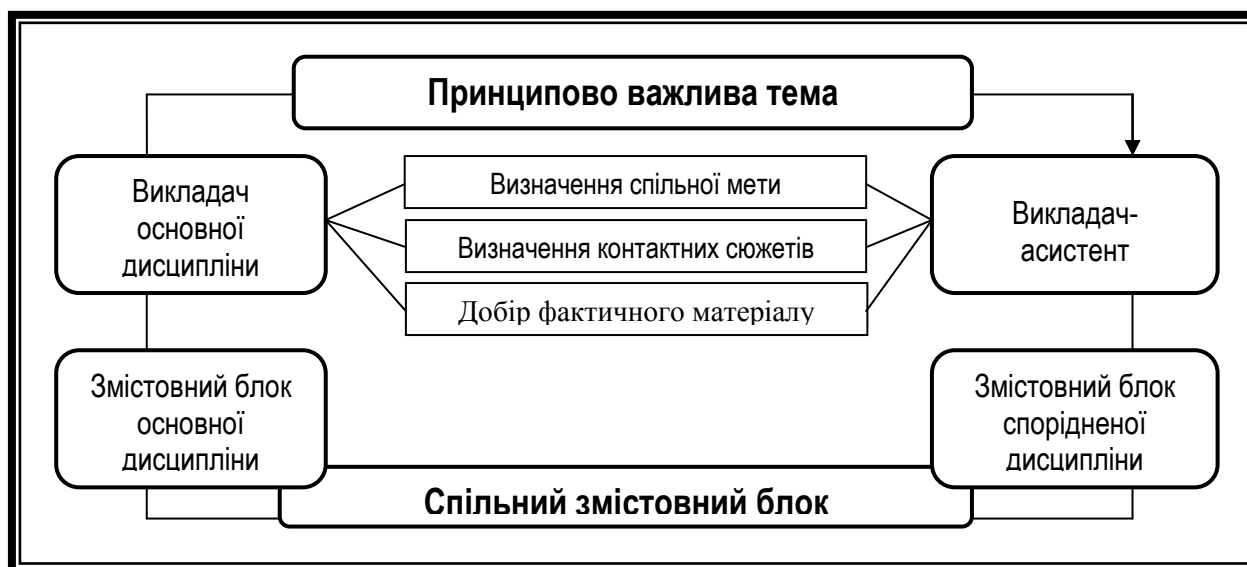 Принципово важлива тема
Викладач
основної
дисципліни
Визначення спільної мети
Визначення контактних сюжетів
Добір фактичного матеріалу
Викладач-
асистент
Змістовний блок
основної
дисципліни
Змістовний блок
спорідненої
дисципліни
Спільний змістовний блок